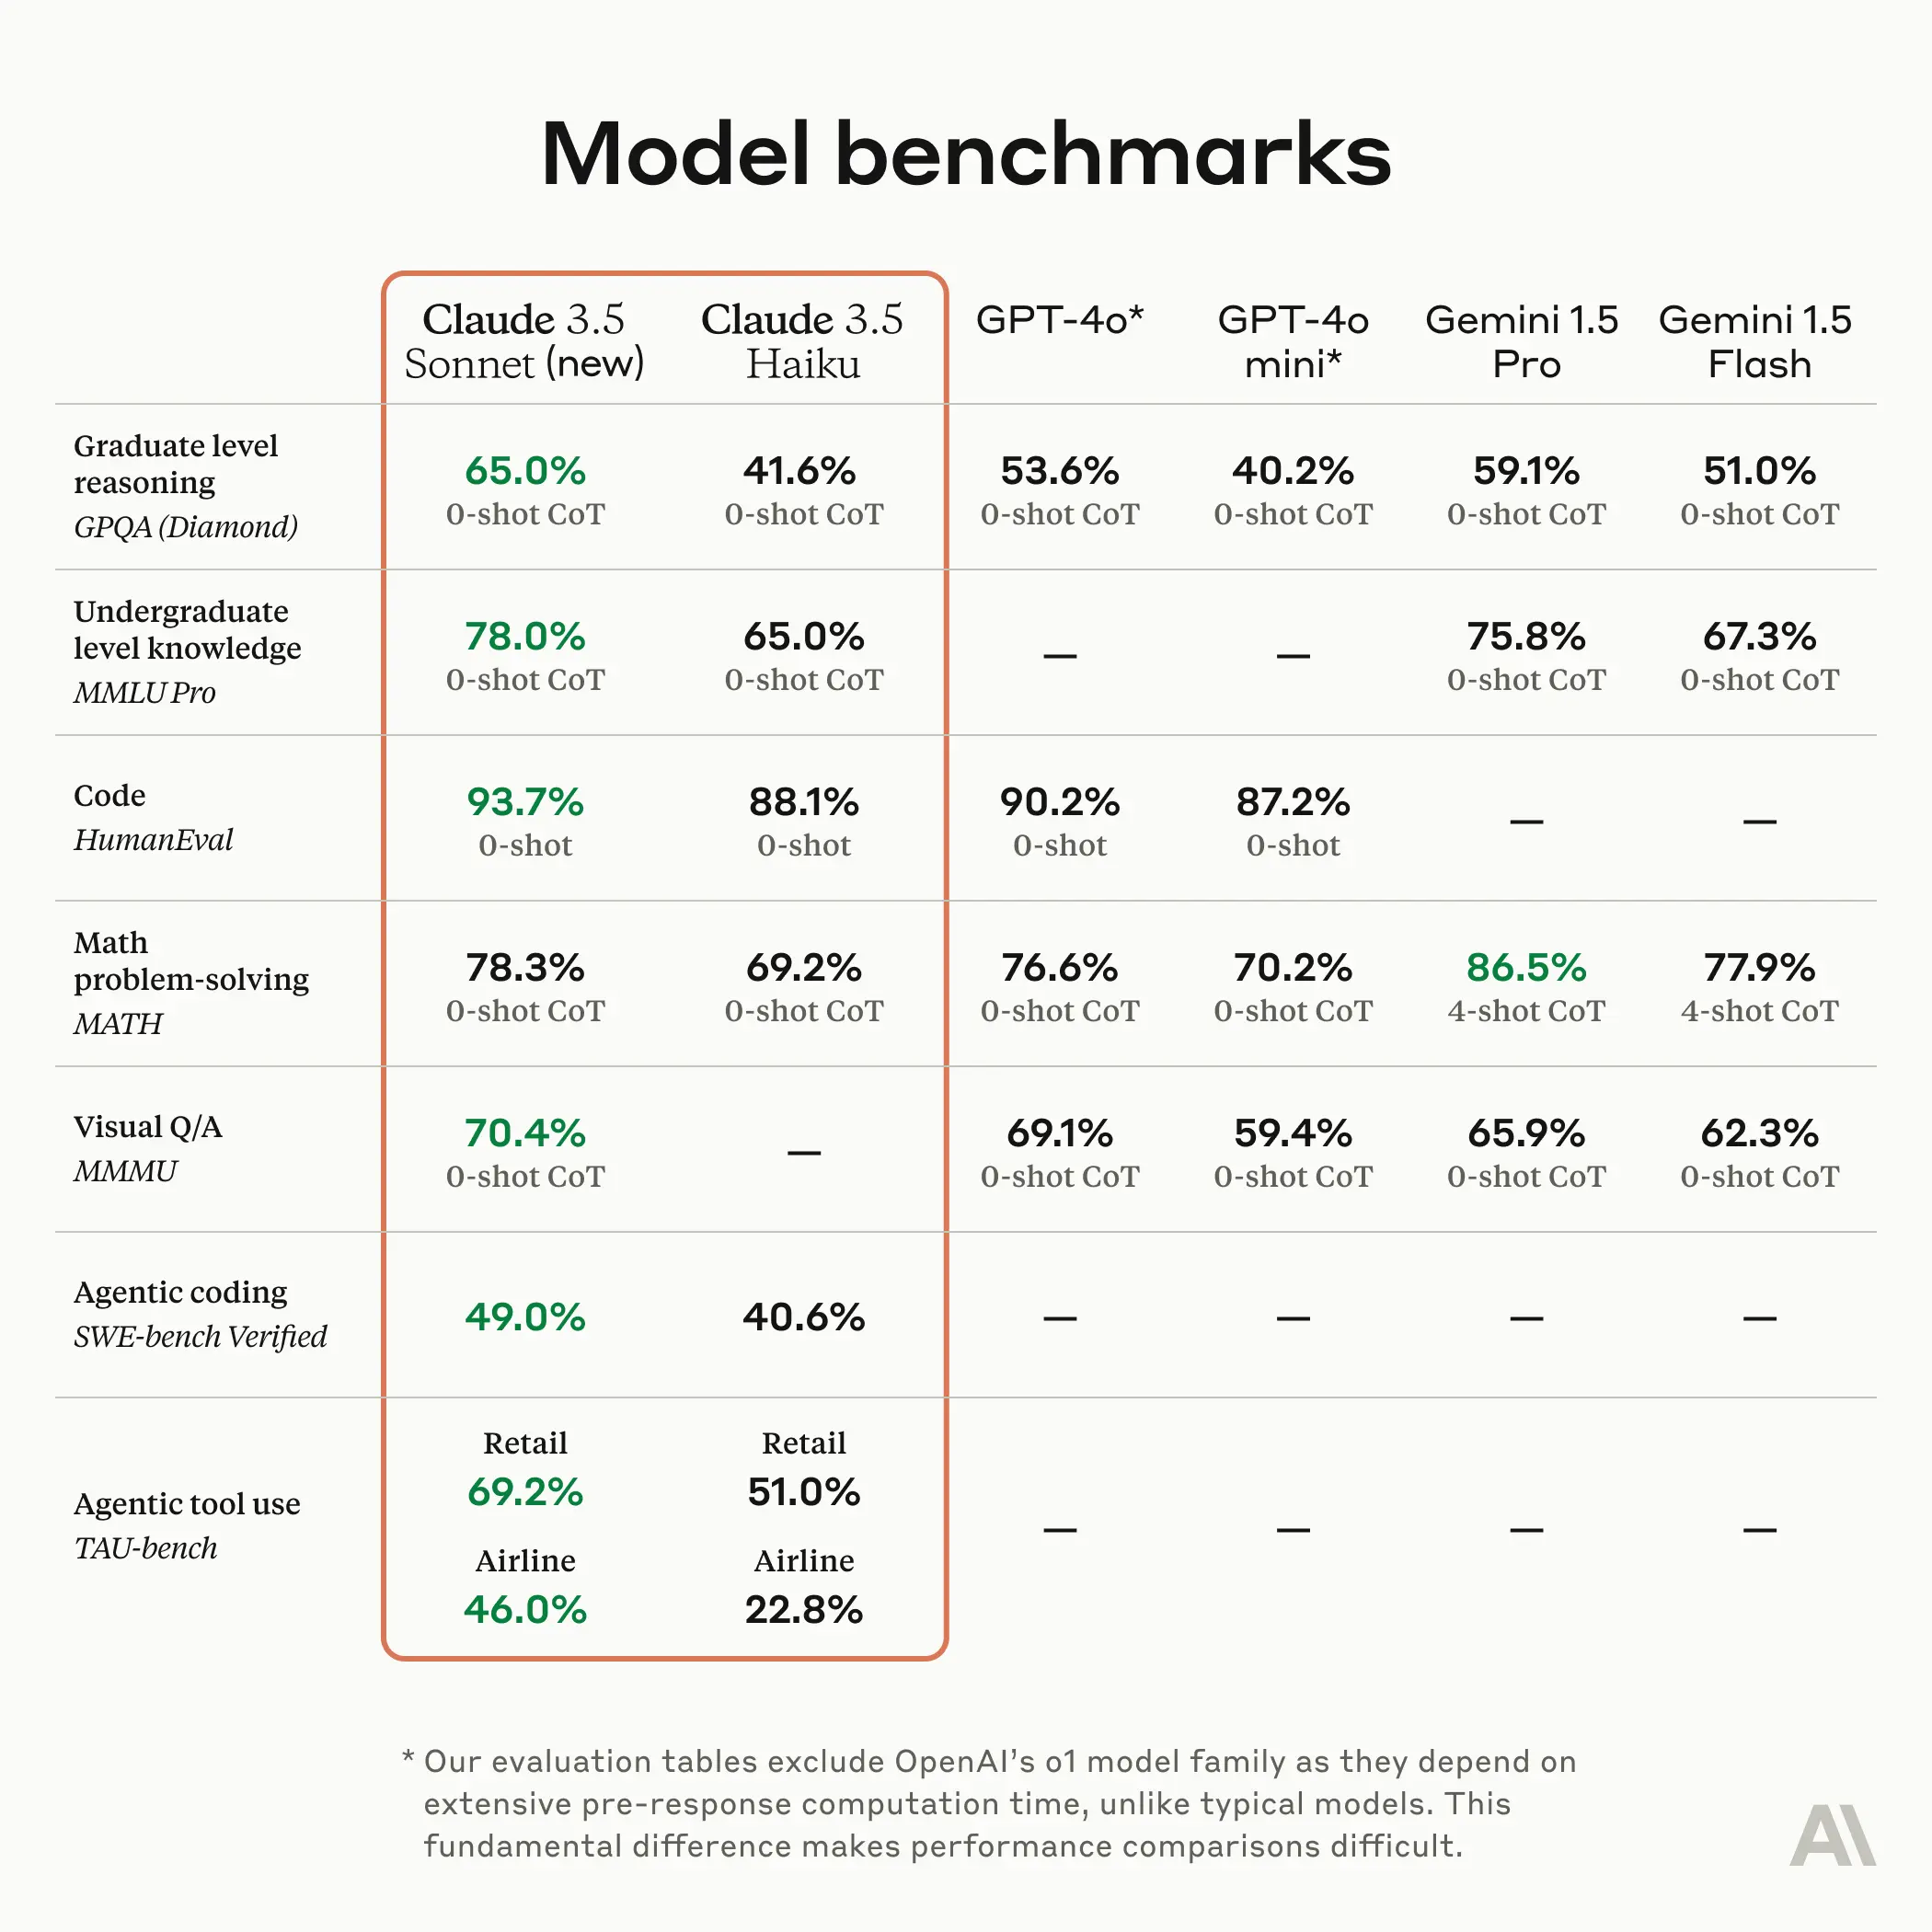 Model benchmarks
Claude 3.5 Sonnet (new)
Claude 3.5 Haiku
GPT-4o*
GPT-4o mini*
Gemini 1.5 Pro
Gemini 1.5 Flash
Graduate level
reasoning
GPQA (Diamond)
65.0% 41.6% 53.6% 40.2% 59.1% 51.0%
0-shot CoT 0-shot CoT 0-shot CoT 0-shot CoT 0-shot CoT 0-shot CoT
Undergraduate
level knowledge
MMLU Pro
78.0% 65.0% — — 75.8% 67.3%
0-shot CoT 0-shot CoT 0-shot CoT 0-shot CoT
Code
HumanEval
93.7% 88.1% 90.2% 87.2% — —
0-shot 0-shot 0-shot 0-shot
Math
problem-solving
MATH
78.3% 69.2% 76.6% 70.2% 86.5% 77.9%
0-shot CoT 0-shot CoT 0-shot CoT 0-shot CoT 4-shot CoT 4-shot CoT
Visual Q/A
MMMU
70.4% — 69.1% 59.4% 65.9% 62.3%
0-shot CoT 0-shot CoT 0-shot CoT 0-shot CoT 0-shot CoT
Agentic coding
SWE-bench Verified
49.0% 40.6% — — — —
Agentic tool use
TAU-bench
Retail Retail
69.2% 51.0% — — — —
Airline Airline
46.0% 22.8%
* Our evaluation tables exclude OpenAI’s o1 model family as they depend on
extensive pre-response computation time, unlike typical models. This
fundamental difference makes performance comparisons difficult.
A\